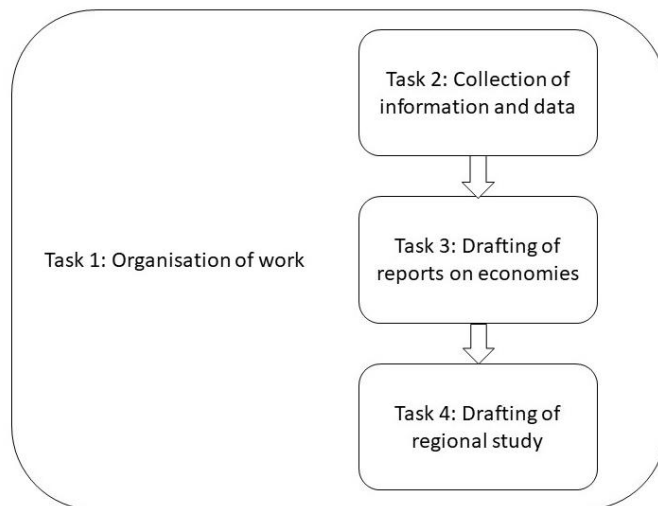 Task 2: Collection of
information and data
Task 1: Organisation of work
Task 3: Drafting of
reports on economies
Task 4: Drafting of
regional study